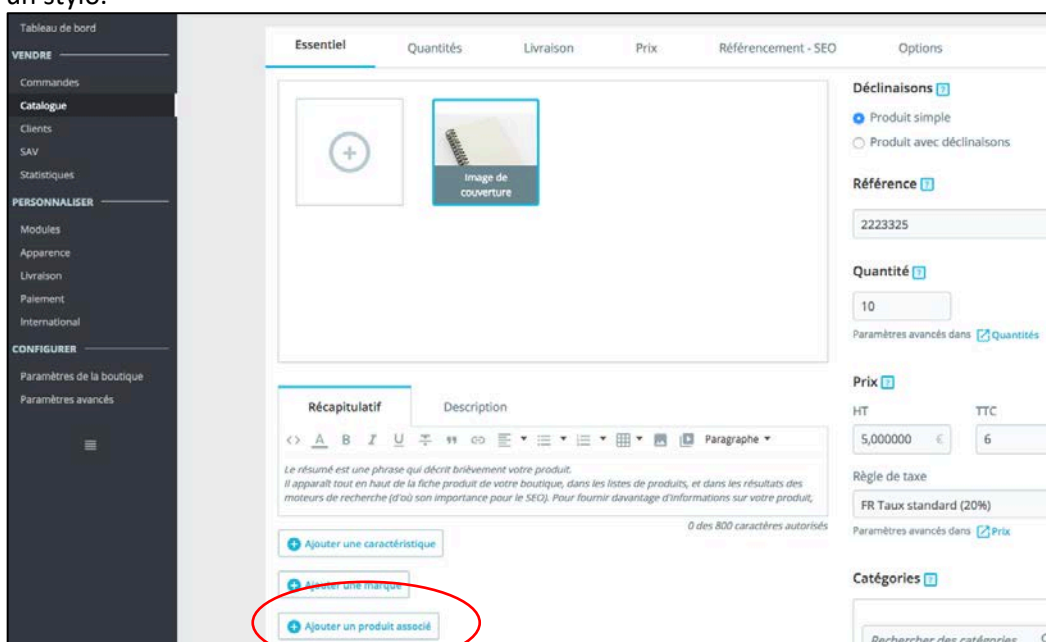 un stylo.
Tableau de bord
VENDRE
Commandes
Catalogue
Clients
SAV
Statistiques
PERSONNALISER
Modules
Apparence
Livraison
Paiement
International
CONFIGURER
Paramètres de la boutique
Paramètres avancés
Essentiel Quantités Livraison Prix Référencement - SEO Options
Image de
couverture
Récapitulatif Description
<> A B I U Paragraphe
Le résumé est une phrase qui décrit brièvement votre produit.
Il apparaît tout en haut de la fiche produit de votre boutique, dans les listes de produits, et dans les résultats des
moteurs de recherche (d'où son importance pour le SEO). Pour fournir davantage d'informations sur votre produit,
0 des 800 caractères autorisés
Ajouter une caractéristique
Ajouter une marque
Ajouter un produit associé
Déclinaisons ?
Produit simple
Produit avec déclinaisons
Référence ?
2223325
Quantité ?
10
Paramètres avancés dans Quantités
Prix ?
HT TTC
5,000000 € 6
Règle de taxe
FR Taux standard (20%)
Paramètres avancés dans Prix
Catégories ?
Rechercher des catégories